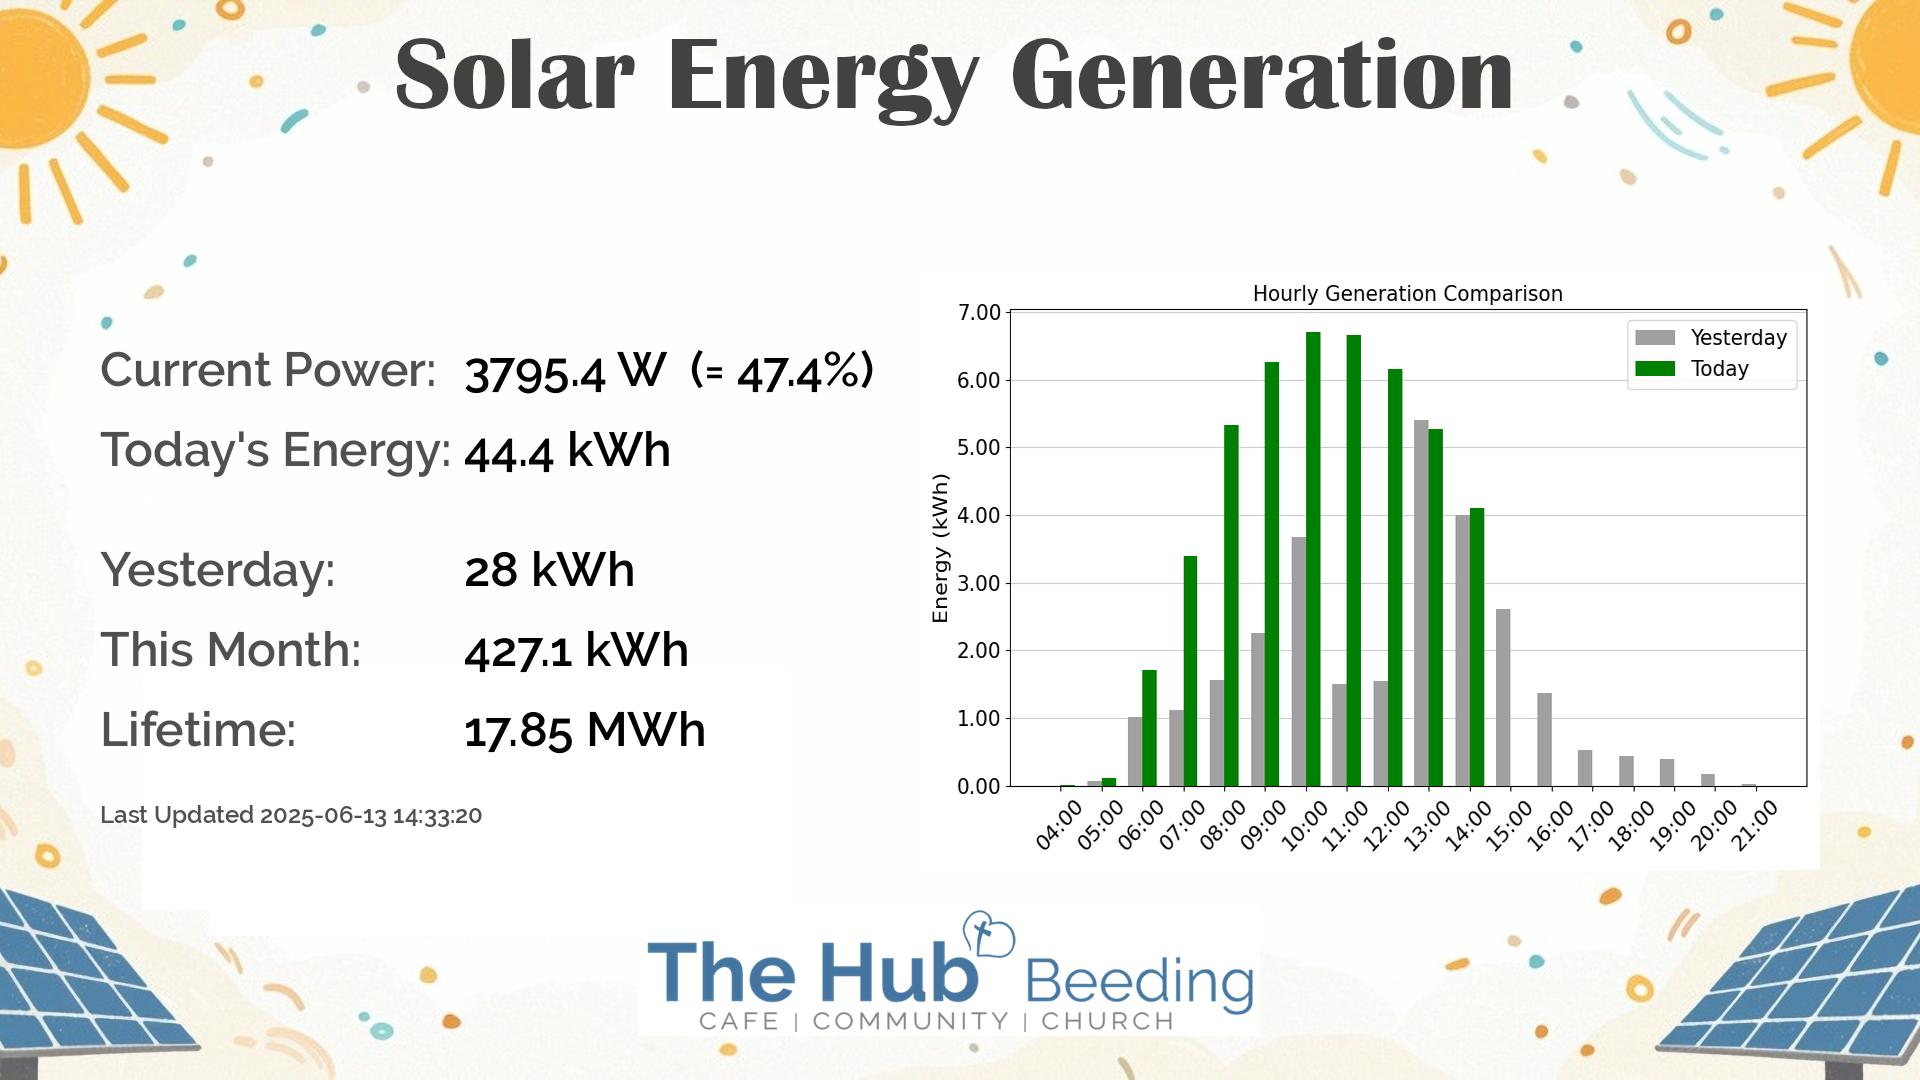 Solar Energy Generation
Current Power: 3795.4 W (= 47.4%)
Today's Energy: 44.4 kWh
Yesterday: 28 kWh
This Month: 427.1 kWh
Lifetime: 17.85 MWh
Last Updated 2025-06-13 14:33:20
Hourly Generation Comparison
Yesterday
Today
Energy (kWh)
7.00
6.00
5.00
4.00
3.00
2.00
1.00
0.00
04:00 05:00 06:00 07:00 08:00 09:00 10:00 11:00 12:00 13:00 14:00 15:00 16:00 17:00 18:00 19:00 20:00 21:00
The Hub Beeding
CAFE | COMMUNITY | CHURCH